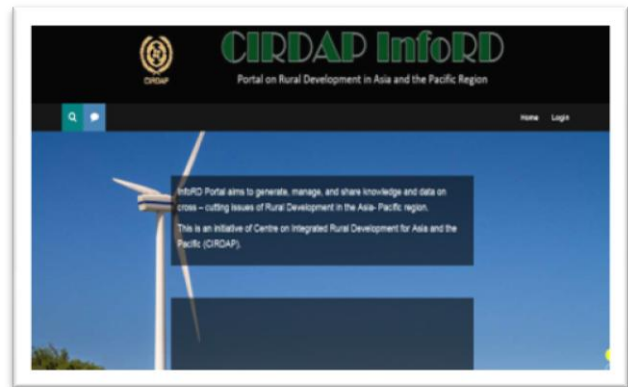 CIRDAP InfoRD
CIRDAP
Portal on Rural Development in Asia and the Pacific Region
Home Login
InfoRD Portal aims to generate, manage, and share knowledge and data on
cross – cutting issues of Rural Development in the Asia- Pacific region.
This is an initiative of Centre on Integrated Rural Development for Asia and the
Pacific (CIRDAP).